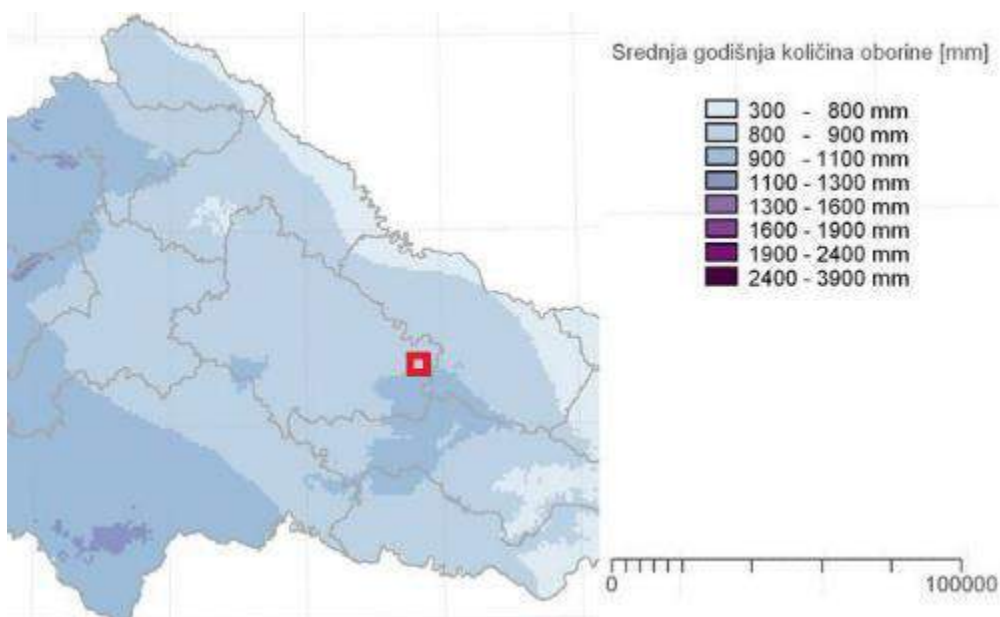 Srednja godišnja količina oborine [mm]
300 - 800 mm
800 - 900 mm
900 - 1100 mm
1100 - 1300 mm
1300 - 1600 mm
1600 - 1900 mm
1900 - 2400 mm
2400 - 3900 mm
0 100000